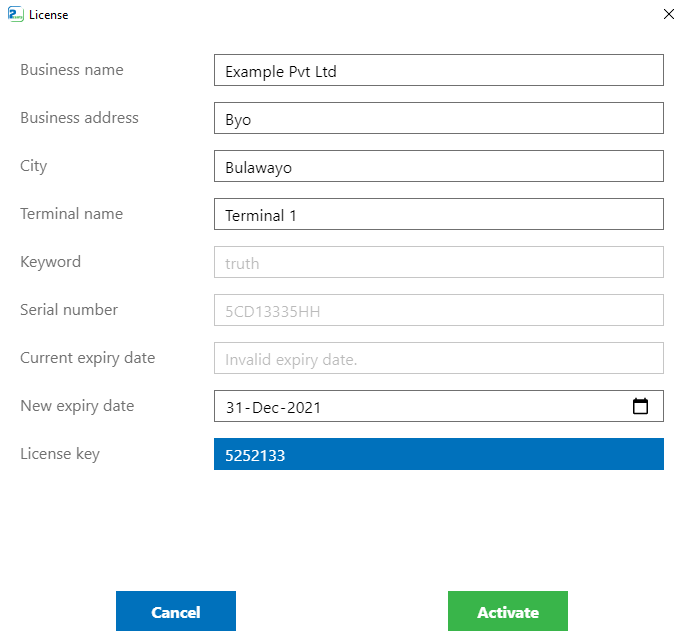 License
Business name Example Pvt Ltd
Business address Byo
City Bulawayo
Terminal name Terminal 1
Keyword truth
Serial number 5CD13335HH
Current expiry date Invalid expiry date.
New expiry date 31-Dec-2021
License key 5252133
Cancel Activate